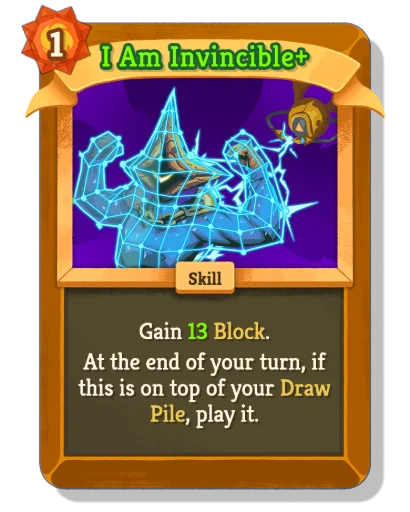 1
I Am Invincible+
Skill
Gain 13 Block.
At the end of your turn, if
this is on top of your Draw
Pile, play it.